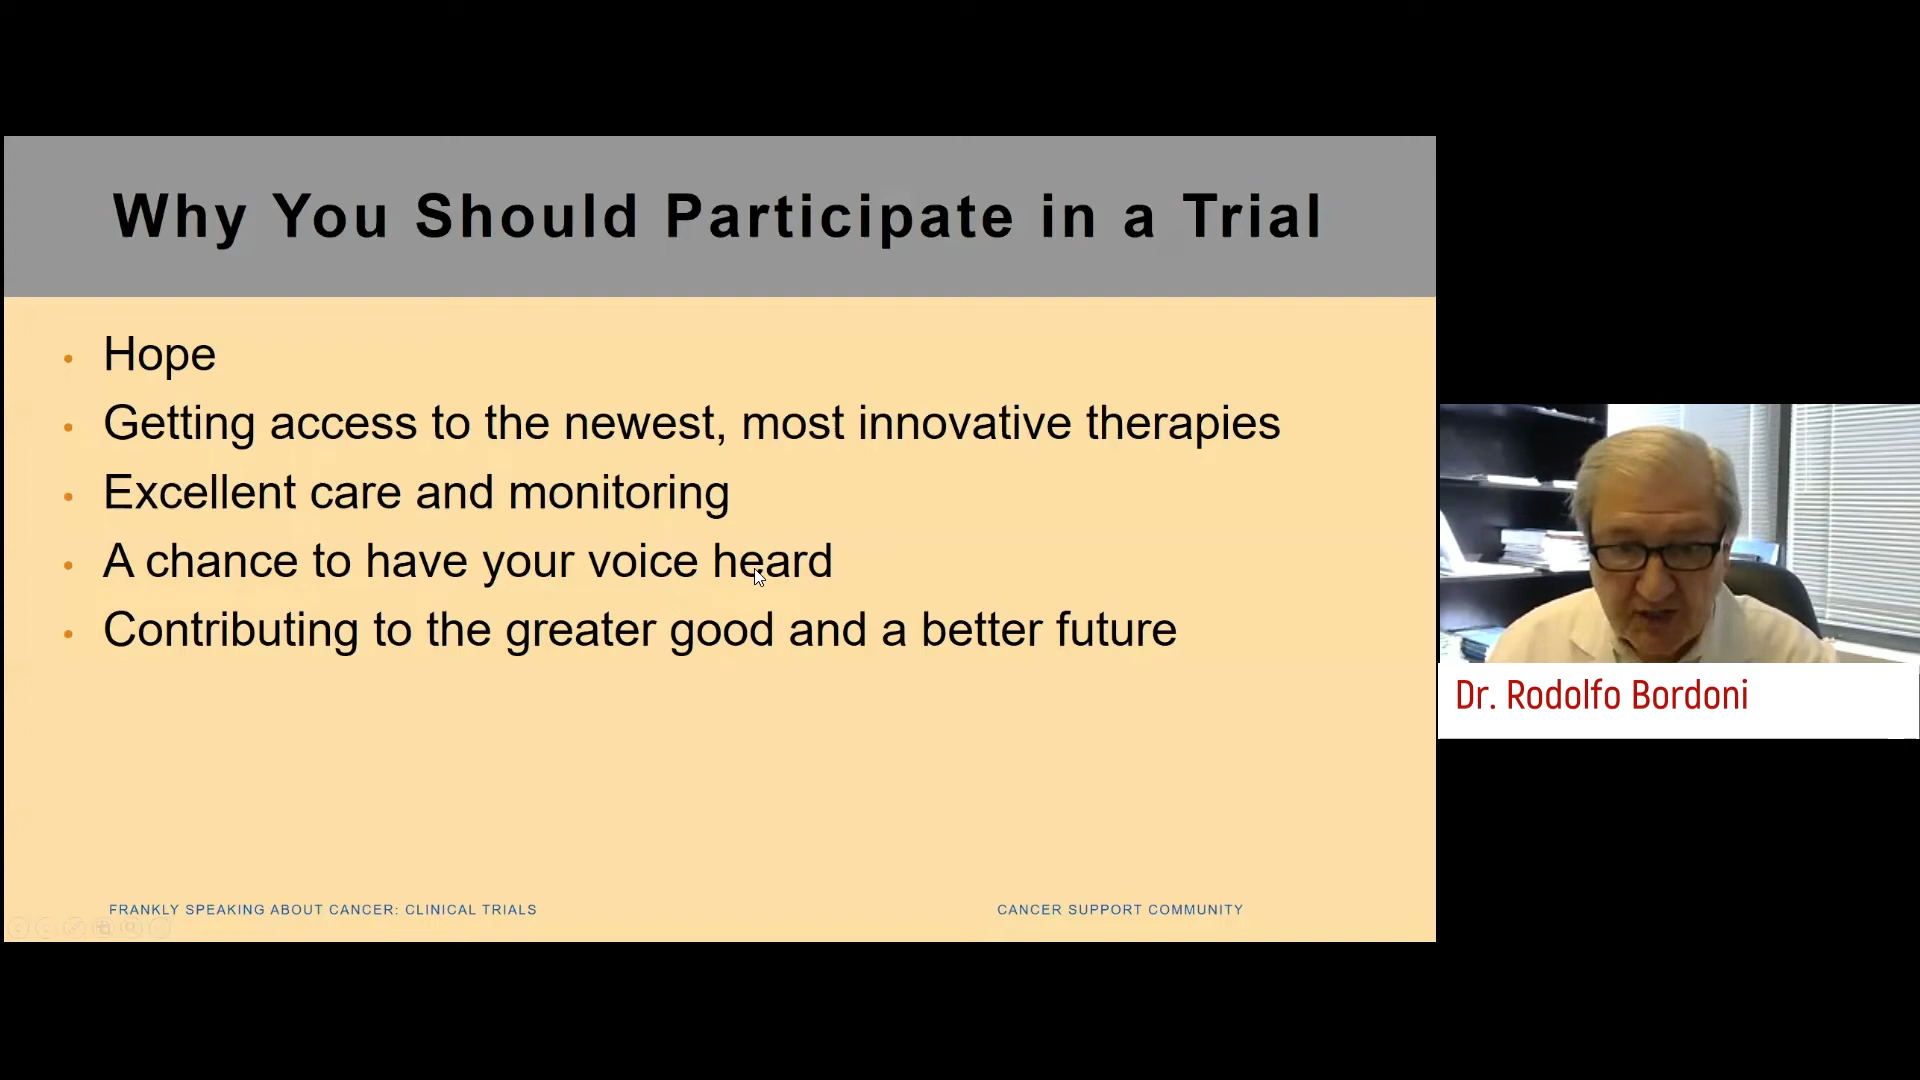 Why You Should Participate in a Trial
• Hope
• Getting access to the newest, most innovative therapies
• Excellent care and monitoring
• A chance to have your voice heard
• Contributing to the greater good and a better future
FRANKLY SPEAKING ABOUT CANCER: CLINICAL TRIALS
CANCER SUPPORT COMMUNITY
Dr. Rodolfo Bordoni